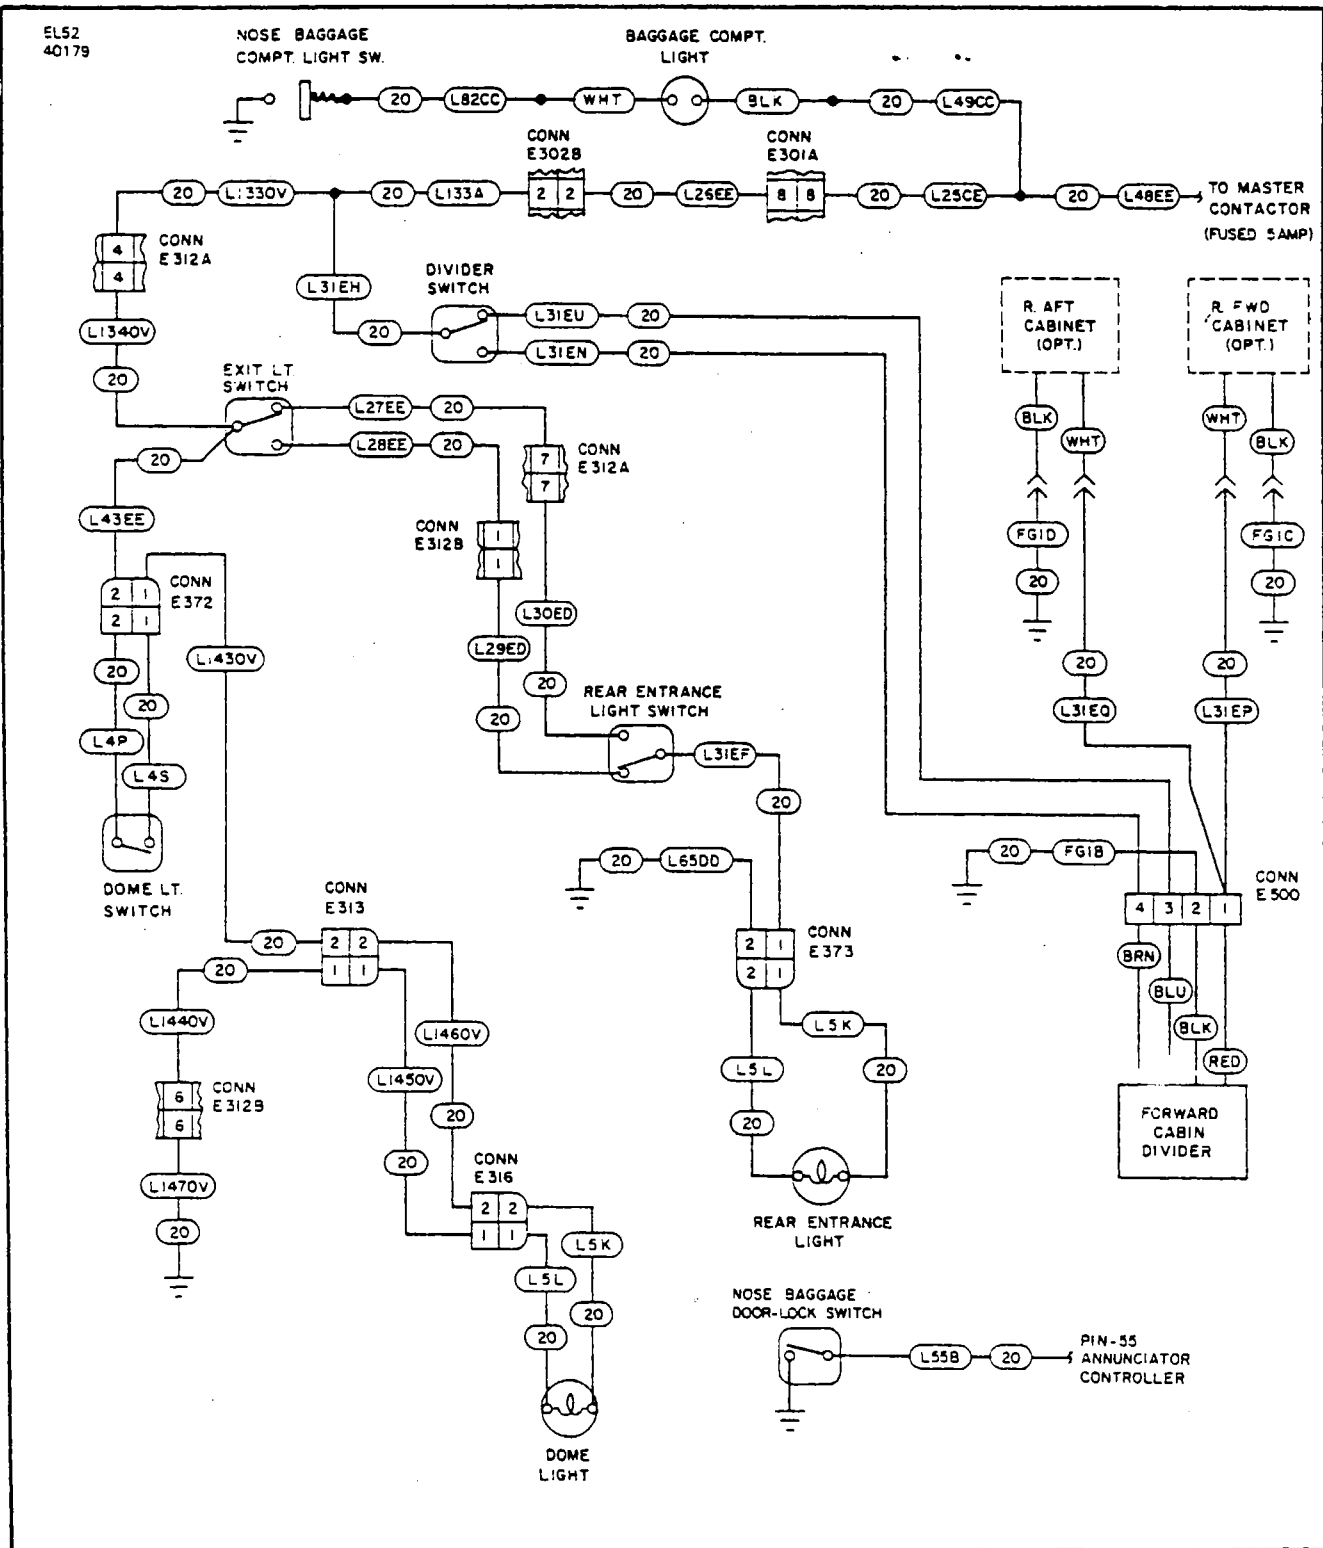 EL52
40179
NOSE BAGGAGE
COMPT. LIGHT SW.
BAGGAGE COMPT.
LIGHT
20
L82CC
WHT
BLK
20
L49CC
CONN
E302B
CONN
E301A
20
L1330V
20
L133A
2 2
20
L26EE
8 8
20
L25CE
20
L48EE
TO MASTER
CONTACTOR
(FUSED 5AMP)
4
4
CONN
E312A
L31EH
DIVIDER
SWITCH
20
L31EU
20
L31EN
20
R. AFT
CABINET
(OPT.)
R. FWD
CABINET
(OPT.)
L1340V
20
EXIT LT.
SWITCH
L27EE
20
L28EE
20
BLK
WHT
WHT
BLK
20
7
7
CONN
E312A
L43EE
CONN
E312B
1
1
FG1D
20
FG1C
20
2 1
2 1
CONN
E372
L30ED
L29ED
L1430V
20
20
20
20
20
20
L4P
L4S
REAR ENTRANCE
LIGHT SWITCH
L31EF
20
L31EQ
L31EP
DOME LT.
SWITCH
20
L65DD
20
FG1B
CONN
E500
4 3 2 1
CONN
E313
20
2 2
1 1
20
2 1
2 1
CONN
E373
BRN
BLU
BLK
RED
L1440V
L1460V
L1450V
L5K
L5L
20
20
6
6
CONN
E312B
20
20
FORWARD
CABIN
DIVIDER
L1470V
20
CONN
E316
2 2
1 1
L5K
L5L
20
20
REAR ENTRANCE
LIGHT
DOME
LIGHT
NOSE BAGGAGE
DOOR-LOCK SWITCH
L55B
20
PIN-55
ANNUNCIATOR
CONTROLLER